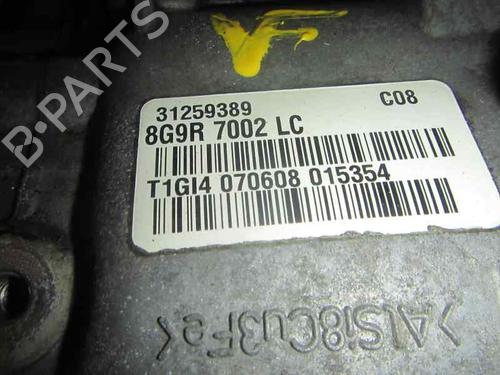 B-PARTS
31259389 C08
8G9R 7002 LC
T1GI4 070608 015354
>AlSi8Cu3Fe<